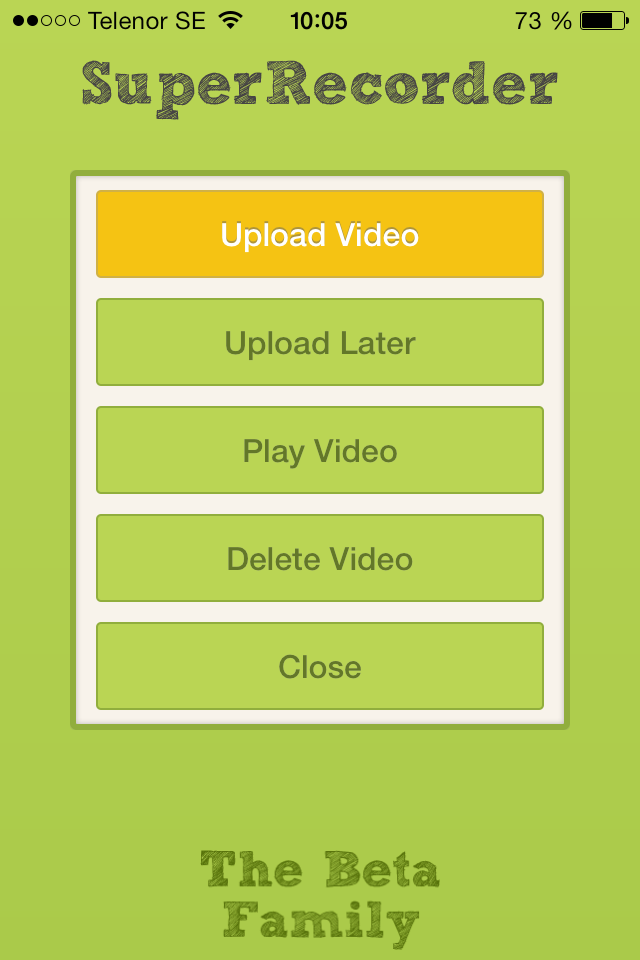 Telenor SE 10:05 73 %
SuperRecorder
Upload Video
Upload Later
Play Video
Delete Video
Close
The Beta
Family